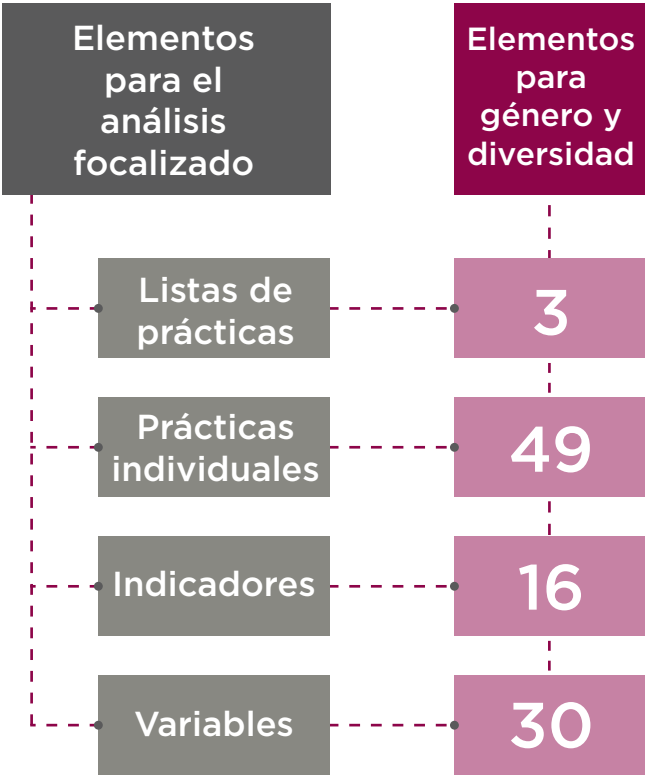 Elementos
para el
análisis
focalizado
Elementos
para
género y
diversidad
Listas de
prácticas
3
Prácticas
individuales
49
Indicadores
16
Variables
30